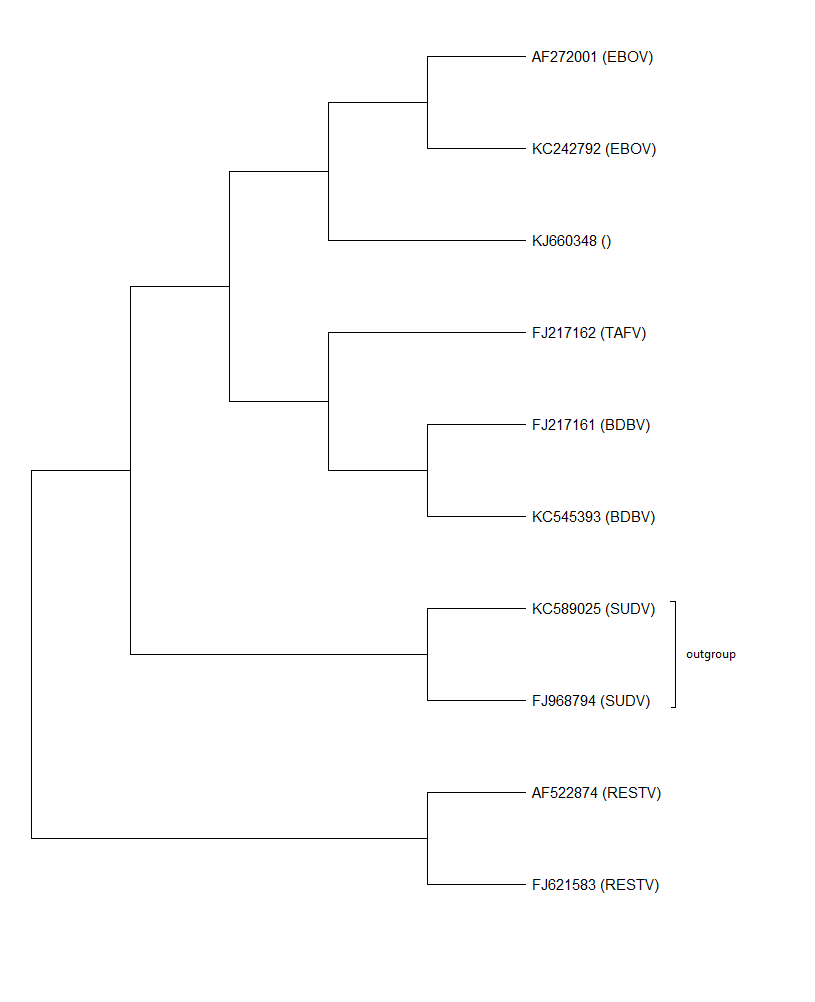 AF272001 (EBOV)
KC242792 (EBOV)
KJ660348 ()
FJ217162 (TAFV)
FJ217161 (BDBV)
KC545393 (BDBV)
KC589025 (SUDV)
outgroup
FJ968794 (SUDV)
AF522874 (RESTV)
FJ621583 (RESTV)